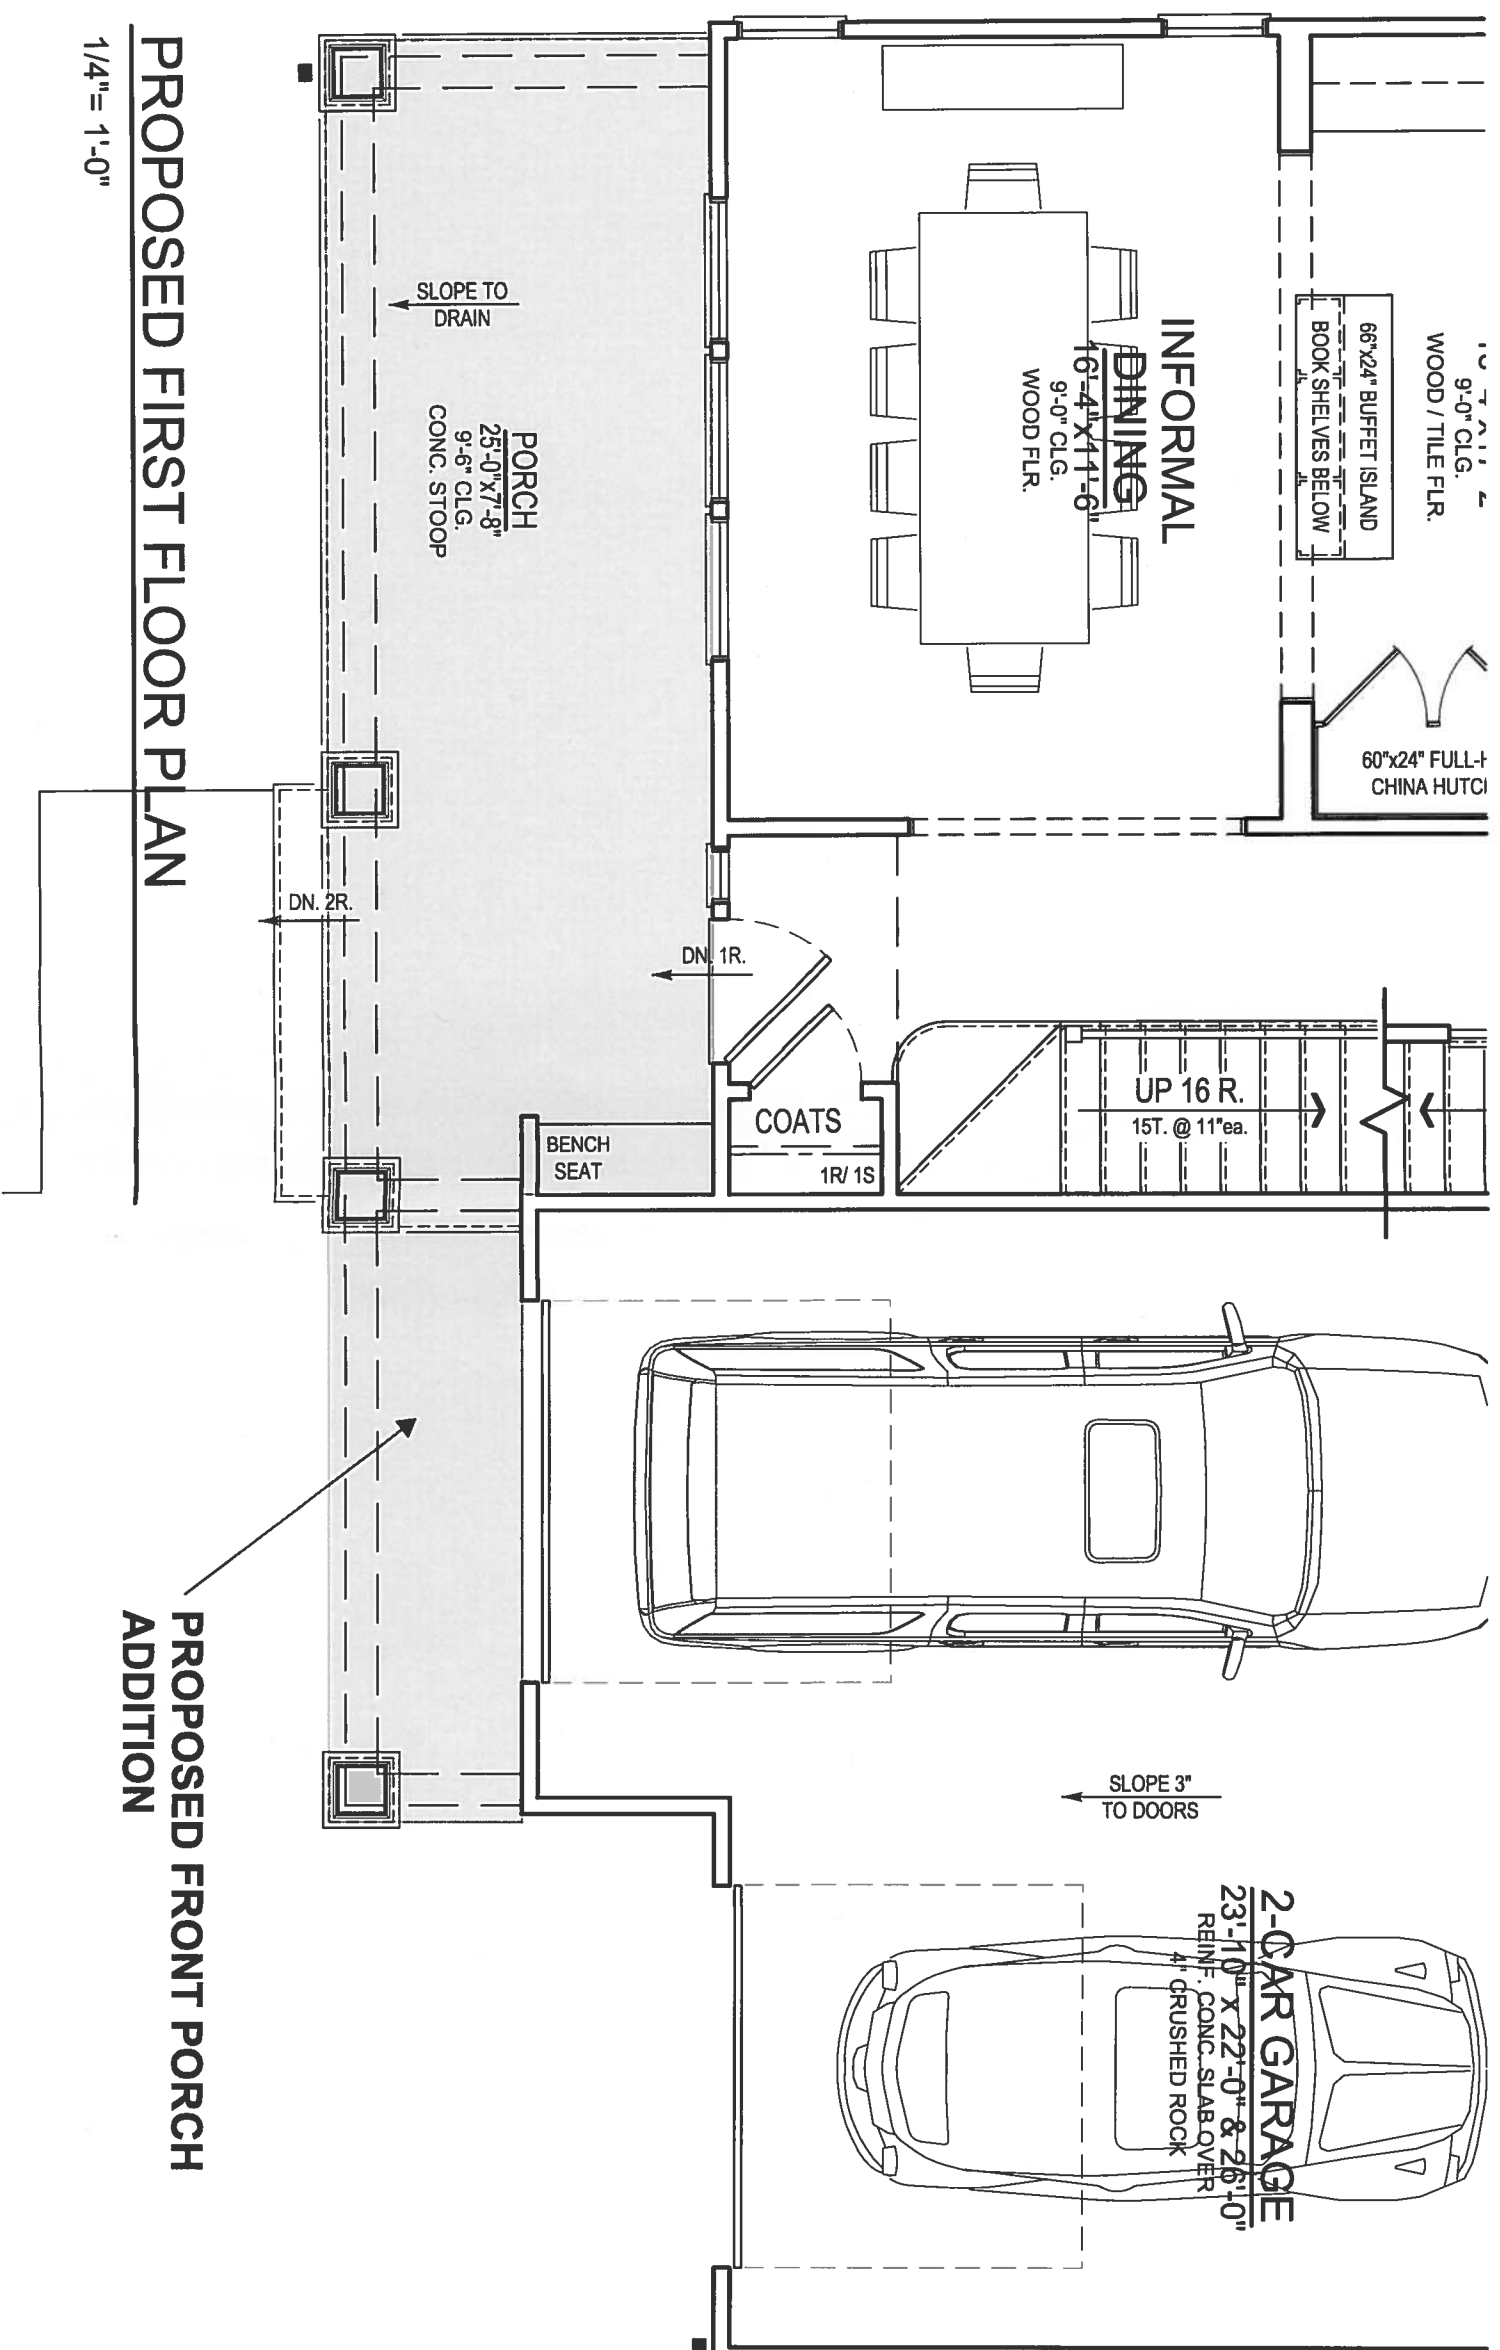 9'-0" CLG.
WOOD / TILE FLR.
66"x24" BUFFET ISLAND
BOOK SHELVES BELOW
60"x24" FULL-H
CHINA HUTC
INFORMAL
DINING
16'-4"x11'-6"
9'-0" CLG.
WOOD FLR.
SLOPE TO
DRAIN
PORCH
25'-0"x7'-8"
9'-6" CLG.
CONC. STOOP
DN. 2R.
DN. 1R.
BENCH
SEAT
COATS
1R/ 1S
UP 16 R.
15T. @ 11"ea.
SLOPE 3"
TO DOORS
2-CAR GARAGE
23'-10" x 22'-0" & 26'-0"
REINF. CONC. SLAB OVER
4" CRUSHED ROCK
PROPOSED FRONT PORCH
ADDITION
PROPOSED FIRST FLOOR PLAN
1/4"= 1'-0"